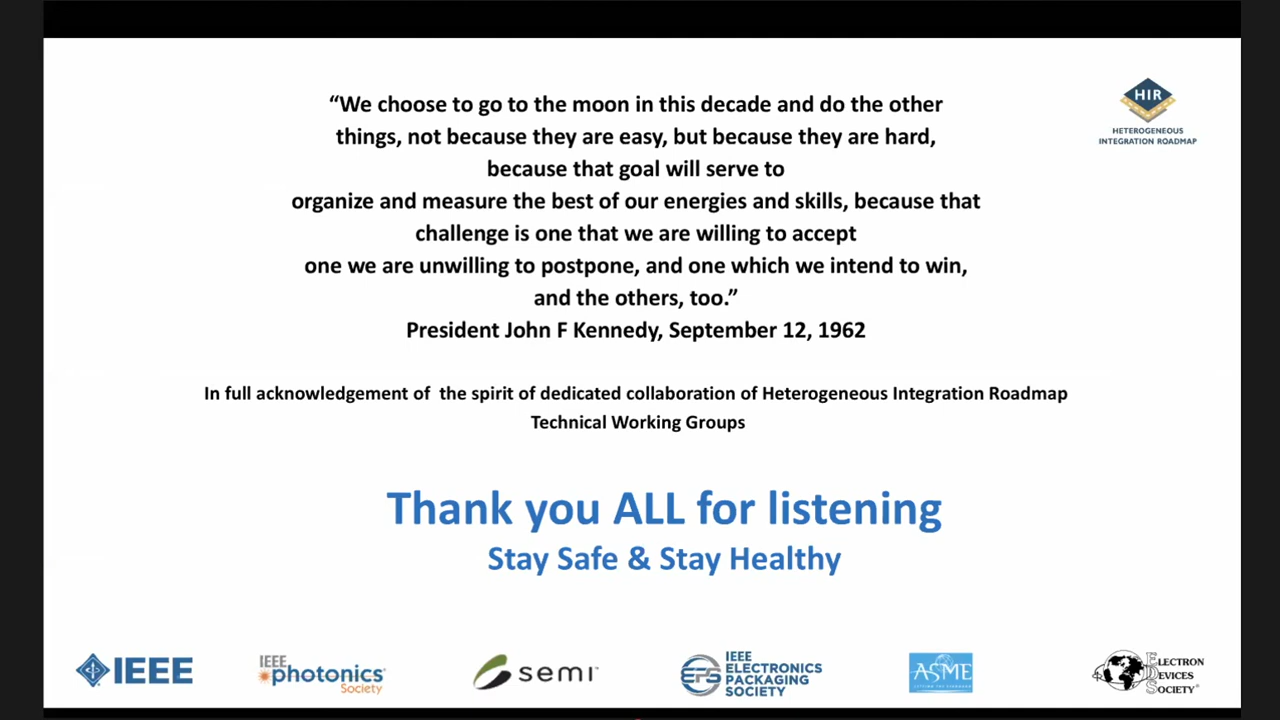 “We choose to go to the moon in this decade and do the other
things, not because they are easy, but because they are hard,
because that goal will serve to
organize and measure the best of our energies and skills, because that
challenge is one that we are willing to accept
one we are unwilling to postpone, and one which we intend to win,
and the others, too.”
President John F Kennedy, September 12, 1962
HIR
HETEROGENEOUS
INTEGRATION ROADMAP
In full acknowledgement of  the spirit of dedicated collaboration of Heterogeneous Integration Roadmap
Technical Working Groups
Thank you ALL for listening
Stay Safe & Stay Healthy
IEEE
IEEE
photonics
Society
semi™
EPS
IEEE
ELECTRONICS
PACKAGING
SOCIETY
ASME
ELECTRON
DEVICES
SOCIETY®